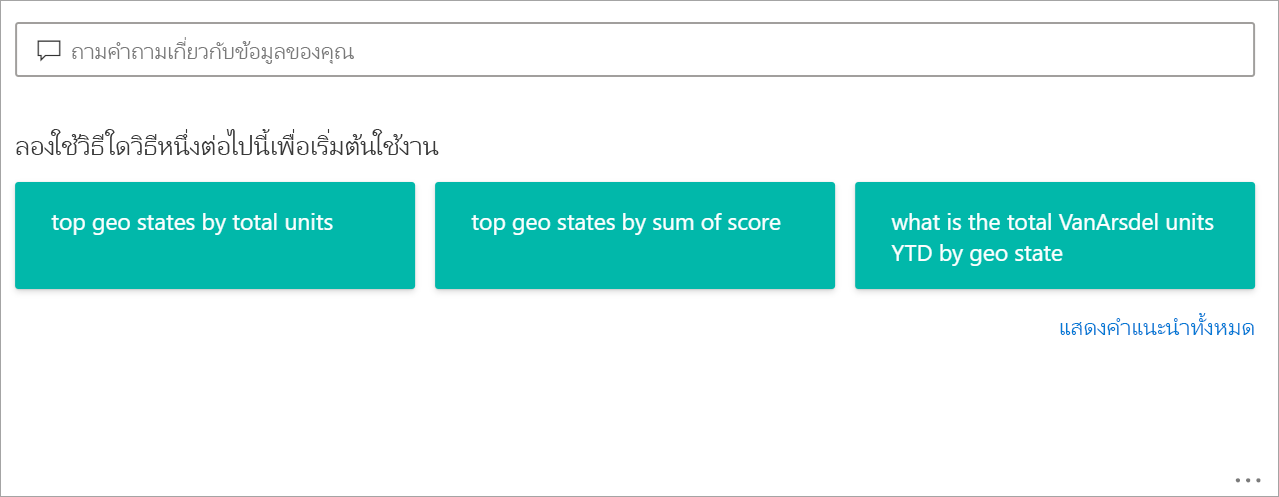 ถามคำถามเกี่ยวกับข้อมูลของคุณ
ลองใช้วิธีใดวิธีหนึ่งต่อไปนี้เพื่อเริ่มต้นใช้งาน
top geo states by total units
top geo states by sum of score
what is the total VanArsdel units
YTD by geo state
แสดงคำแนะนำทั้งหมด